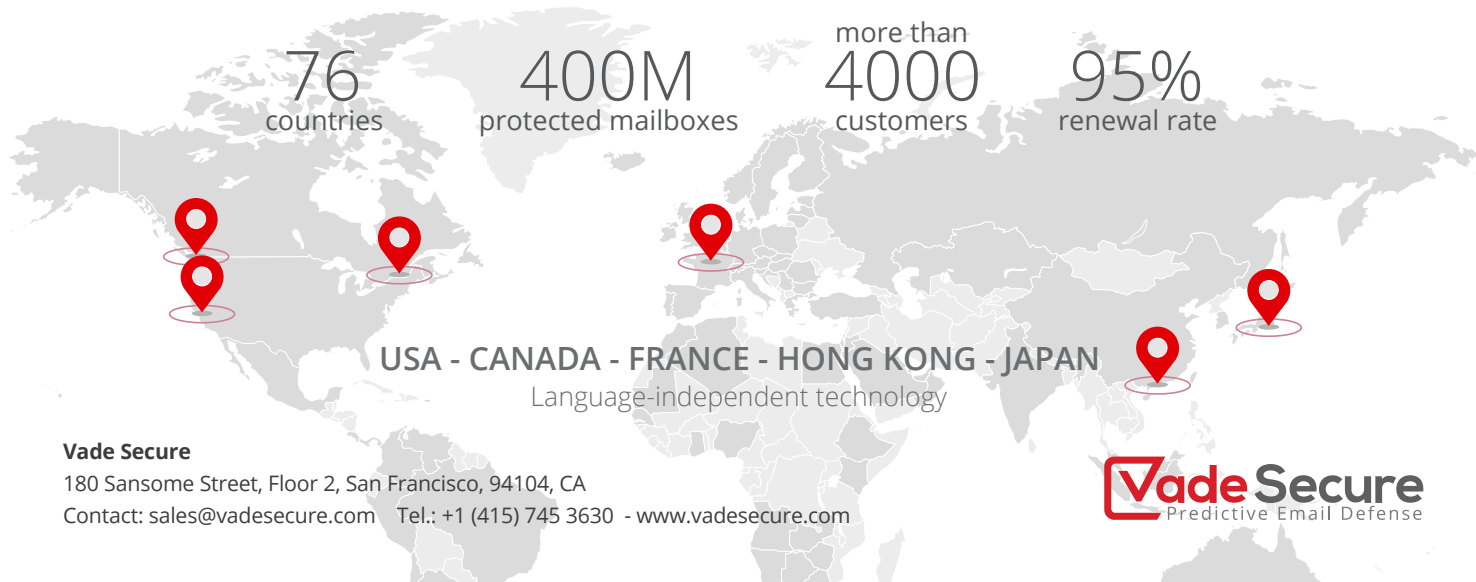 76
countries
400M
protected mailboxes
more than
4000
customers
95%
renewal rate
USA - CANADA - FRANCE - HONG KONG - JAPAN
Language-independent technology
Vade Secure
180 Sansome Street, Floor 2, San Francisco, 94104, CA
Contact: sales@vadesecure.com Tel.: +1 (415) 745 3630 - www.vadesecure.com
Vade Secure
Predictive Email Defense